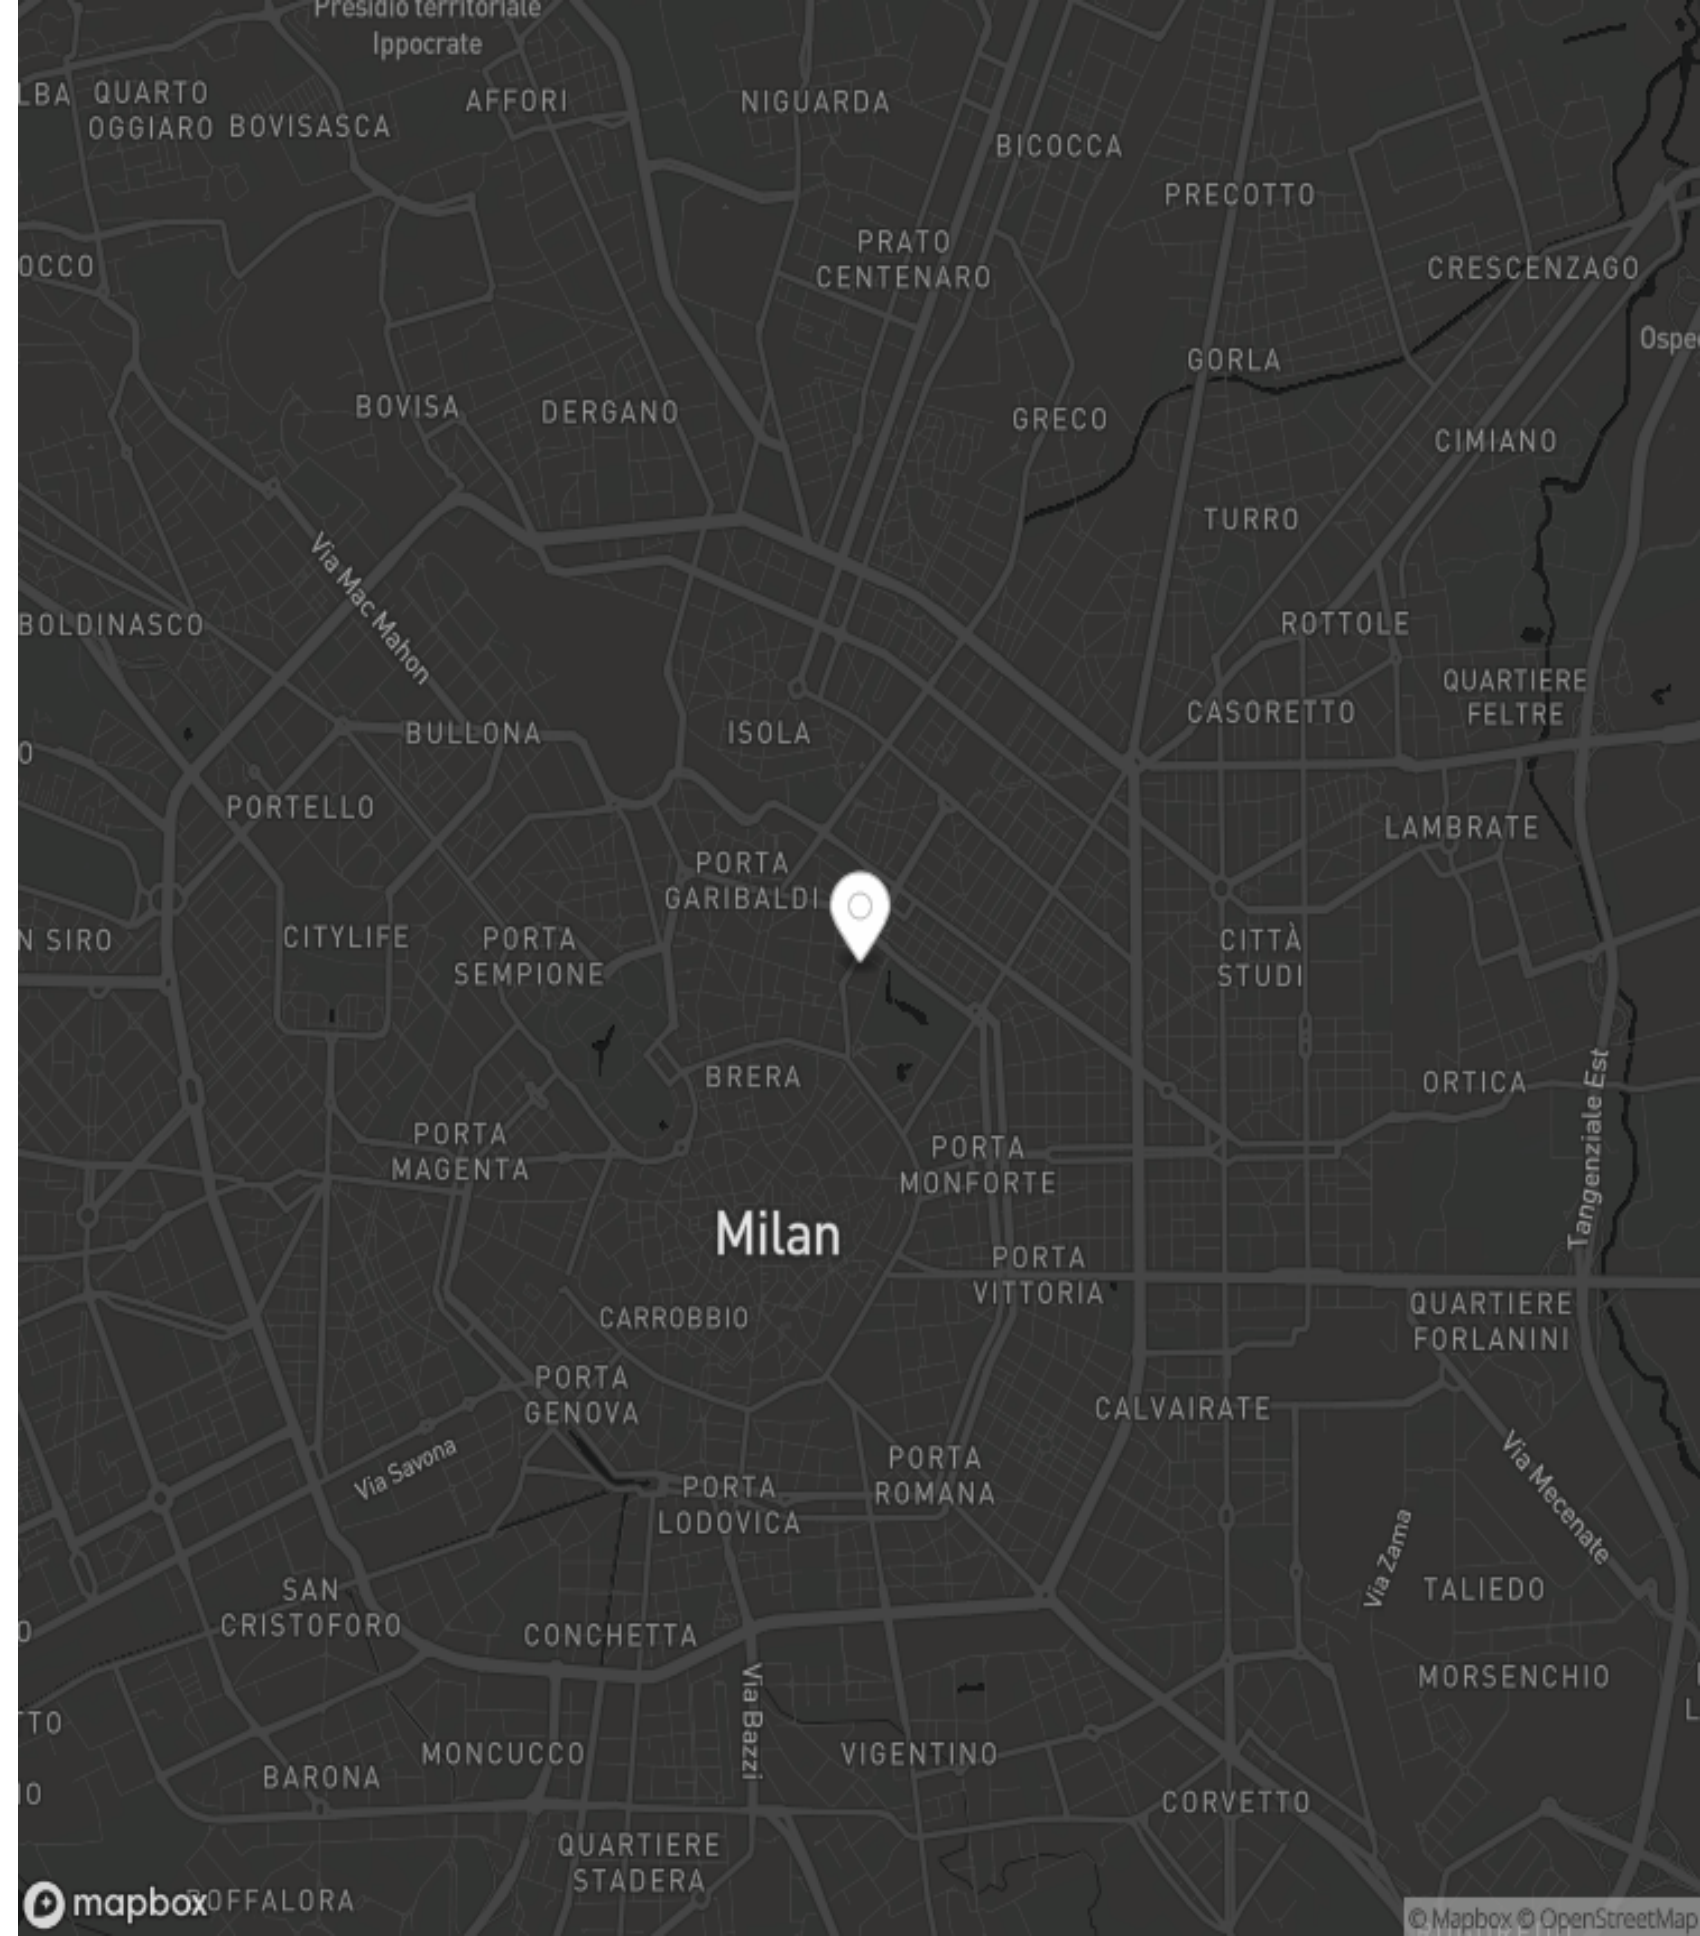 Presidio territoriale
Ippocrate
LBA
QUARTO
OGGIARO
BOVISASCA
AFFORI
NIGUARDA
BICOCCA
PRECOTTO
PRATO
CENTENARO
OCCO
CRESCENZAGO
Ospe
GORLA
BOVISA
DERGANO
GRECO
CIMIANO
TURRO
Via Mac Mahon
BOLDINASCO
ROTTOLE
QUARTIERE
FELTRE
CASORETTO
BULLONA
ISOLA
O
PORTELLO
LAMBRATE
PORTA
GARIBALDI
N SIRO
CITYLIFE
PORTA
SEMPIONE
CITTÀ
STUDI
BRERA
ORTICA
Tangenziale Est
PORTA
MAGENTA
PORTA
MONFORTE
Milan
PORTA
VITTORIA
CARROBBIO
QUARTIERE
FORLANINI
PORTA
GENOVA
CALVAIRATE
Via Savona
PORTA
ROMANA
PORTA
LODOVICA
Via Mecenate
Via Zama
SAN
CRISTOFORO
TALIEDO
O
CONCHETTA
MORSENCHIO
L
TTO
Via Bazzi
MONCUCCO
VIGENTINO
BARONA
IO
CORVETTO
QUARTIERE
STADERA
mapbox
OFFALORA
© Mapbox © OpenStreetMap